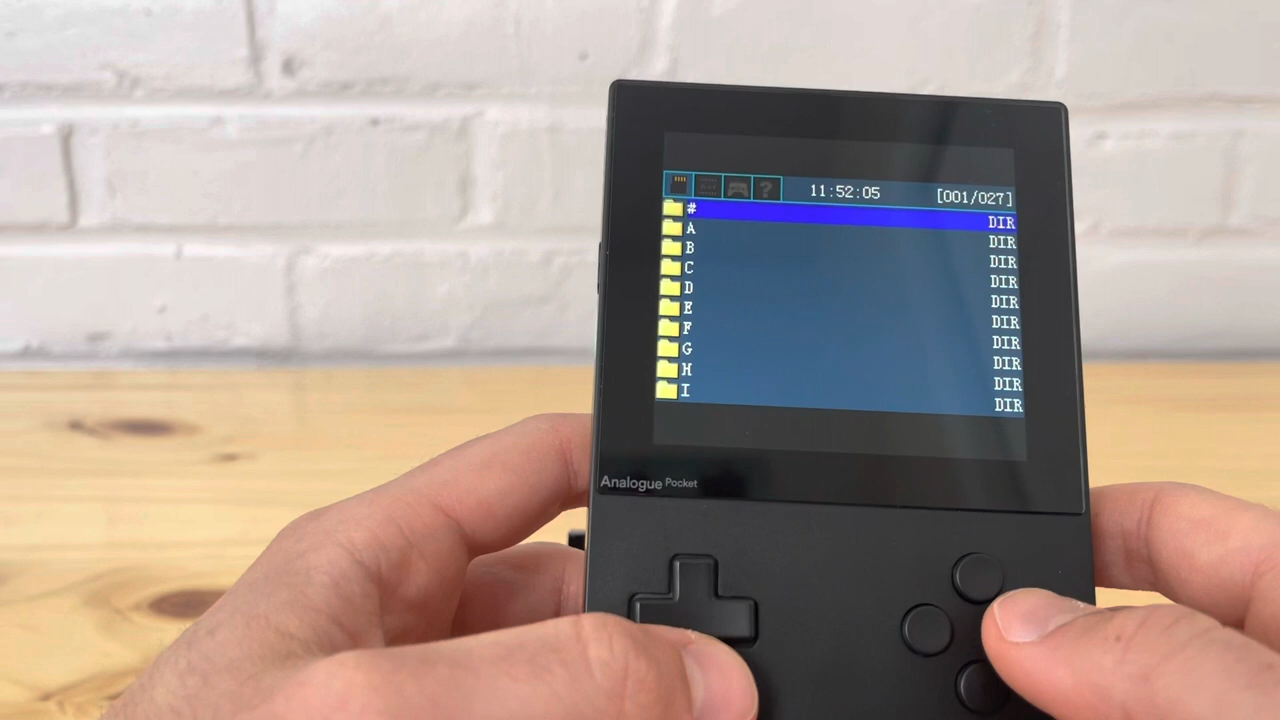 ? 11:52:05 [001/027]
# DIR
A DIR
B DIR
C DIR
D DIR
E DIR
F DIR
G DIR
H DIR
I DIR
Analogue Pocket